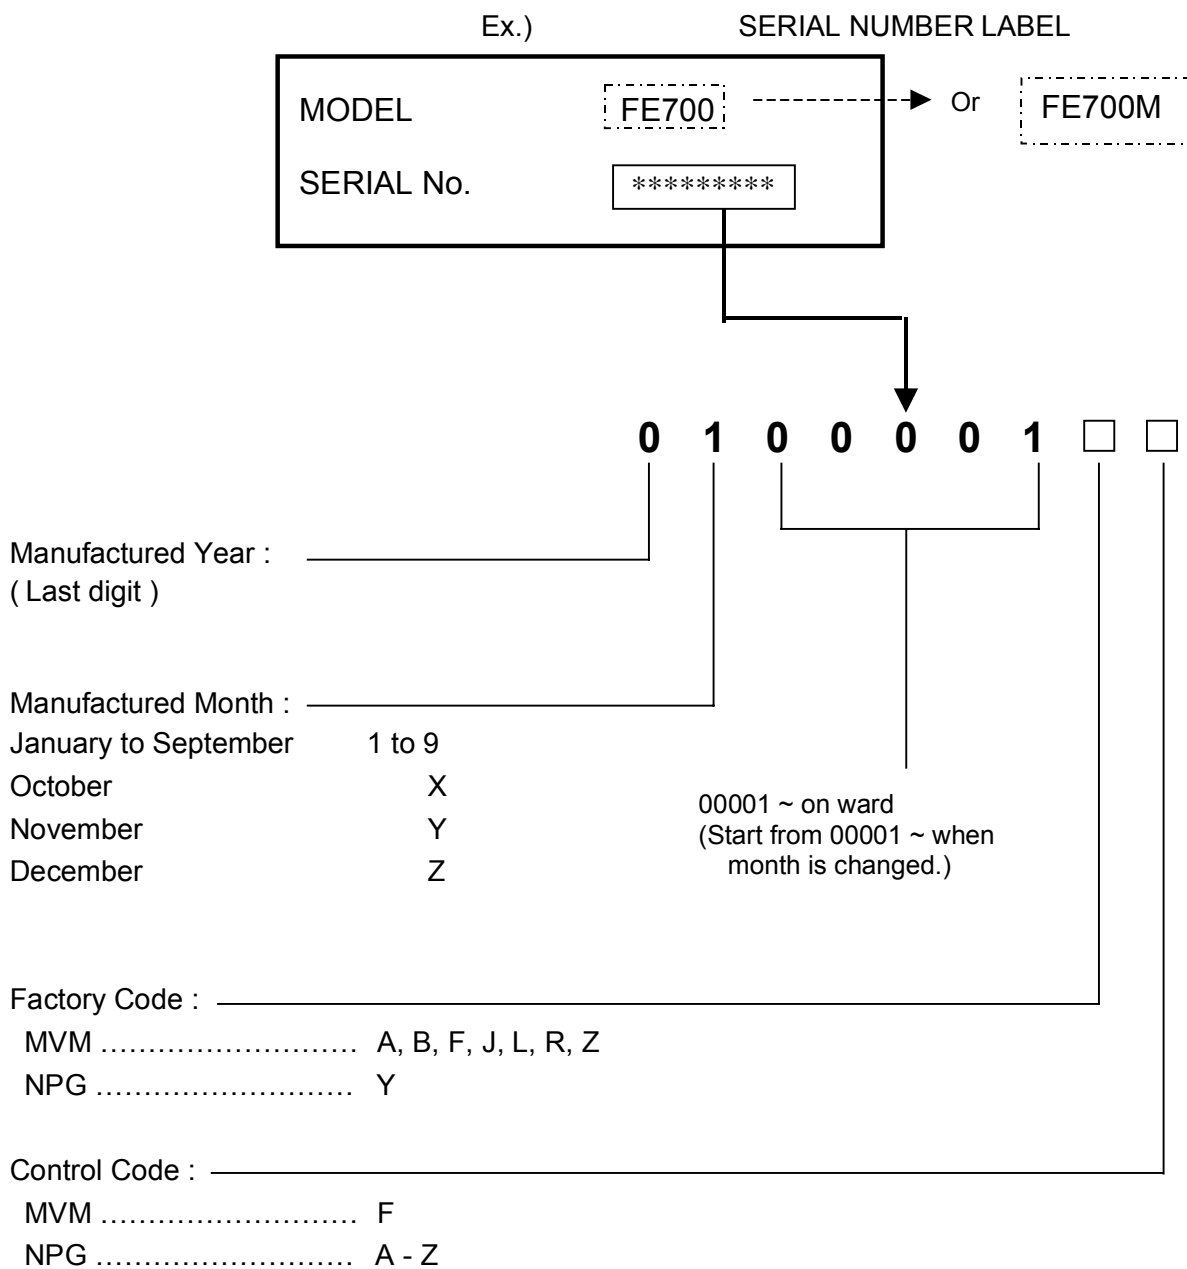 Ex.) SERIAL NUMBER LABEL
MODEL FE700 Or FE700M
SERIAL No. *********
0 1 0 0 0 0 1 □ □
Manufactured Year :
( Last digit )
Manufactured Month :
January to September 1 to 9
October X
November Y
December Z
00001 ~ on ward
(Start from 00001 ~ when
month is changed.)
Factory Code :
MVM ........................... A, B, F, J, L, R, Z
NPG ........................... Y
Control Code :
MVM ........................... F
NPG ........................... A - Z